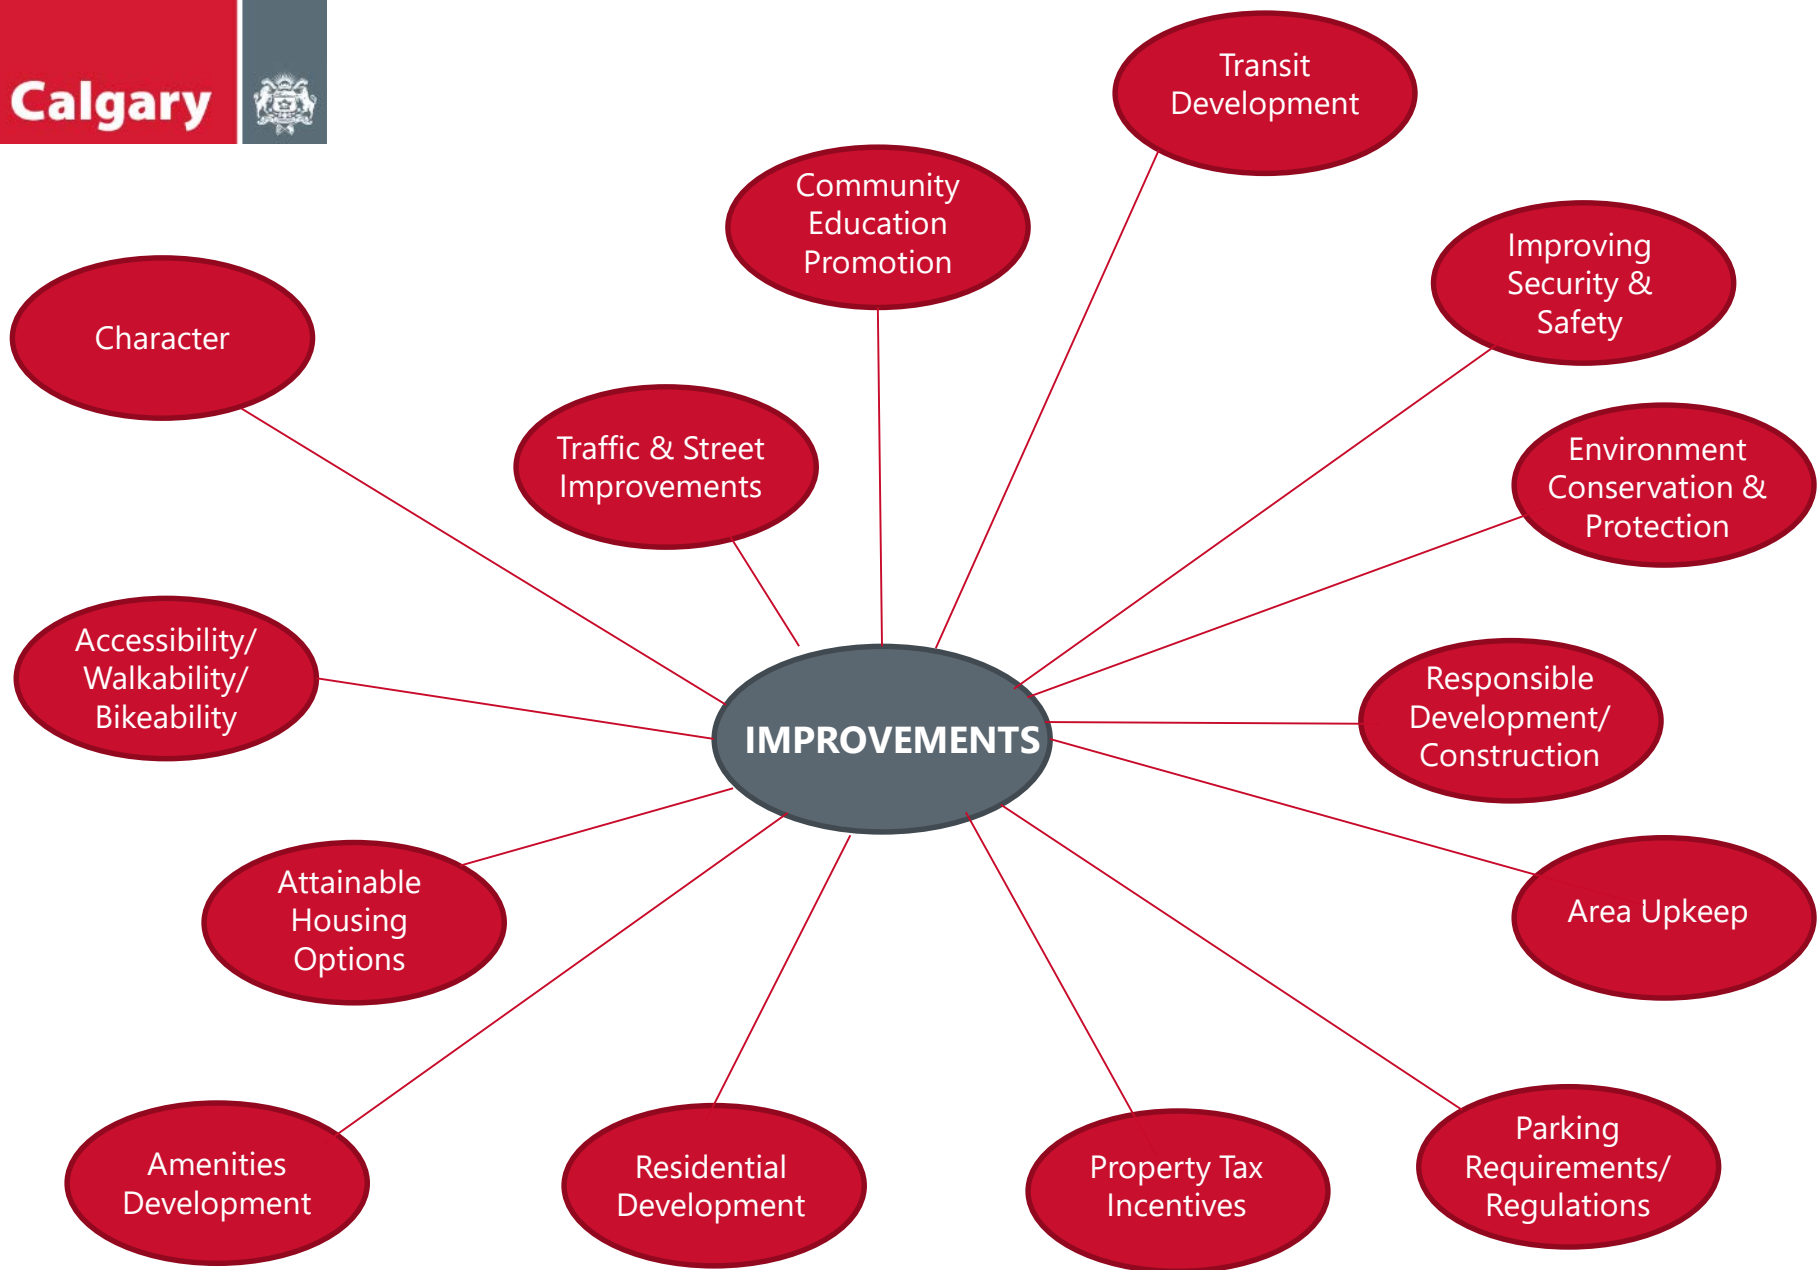 Calgary
Transit
Development
Community
Education
Promotion
Improving
Security &
Safety
Character
Traffic & Street
Improvements
Environment
Conservation &
Protection
Accessibility/
Walkability/
Bikeability
IMPROVEMENTS
Responsible
Development/
Construction
Attainable
Housing
Options
Area Upkeep
Amenities
Development
Residential
Development
Property Tax
Incentives
Parking
Requirements/
Regulations